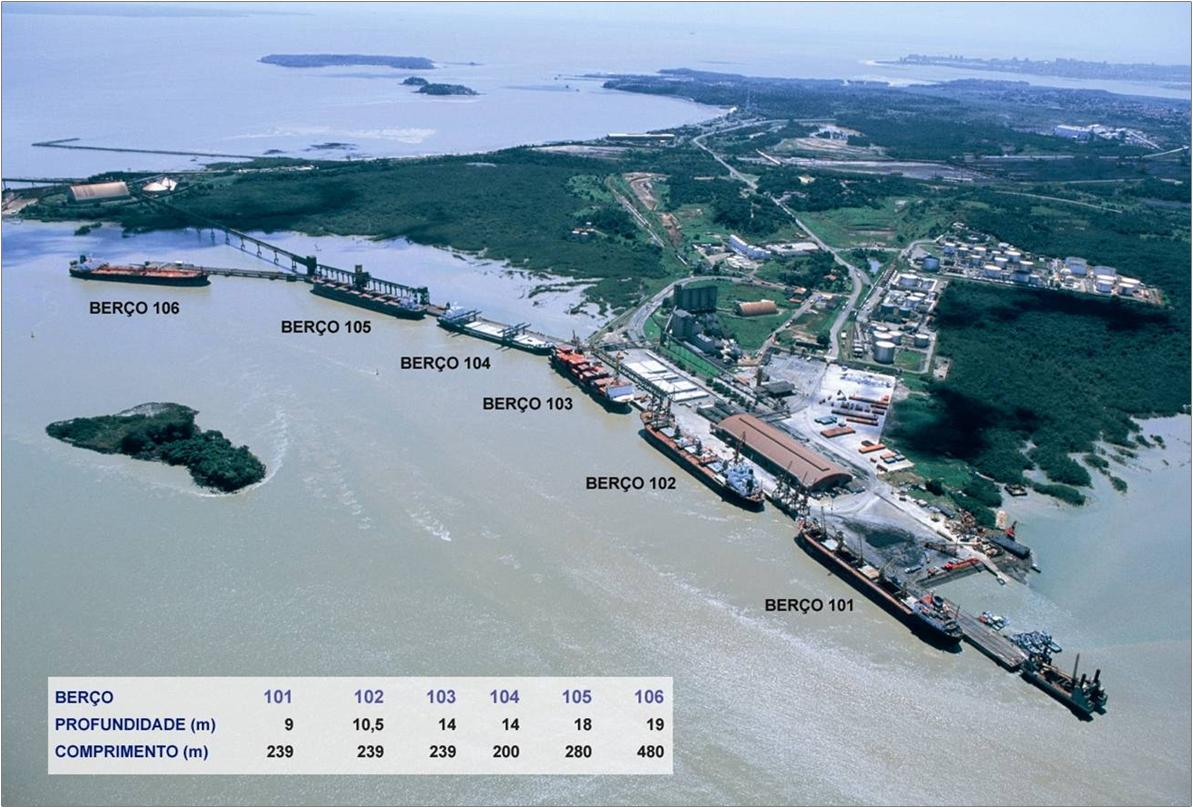 BERÇO 106
BERÇO 105
BERÇO 104
BERÇO 103
BERÇO 102
BERÇO 101
BERÇO 101 102 103 104 105 106
PROFUNDIDADE (m) 9 10,5 14 14 18 19
COMPRIMENTO (m) 239 239 239 200 280 480